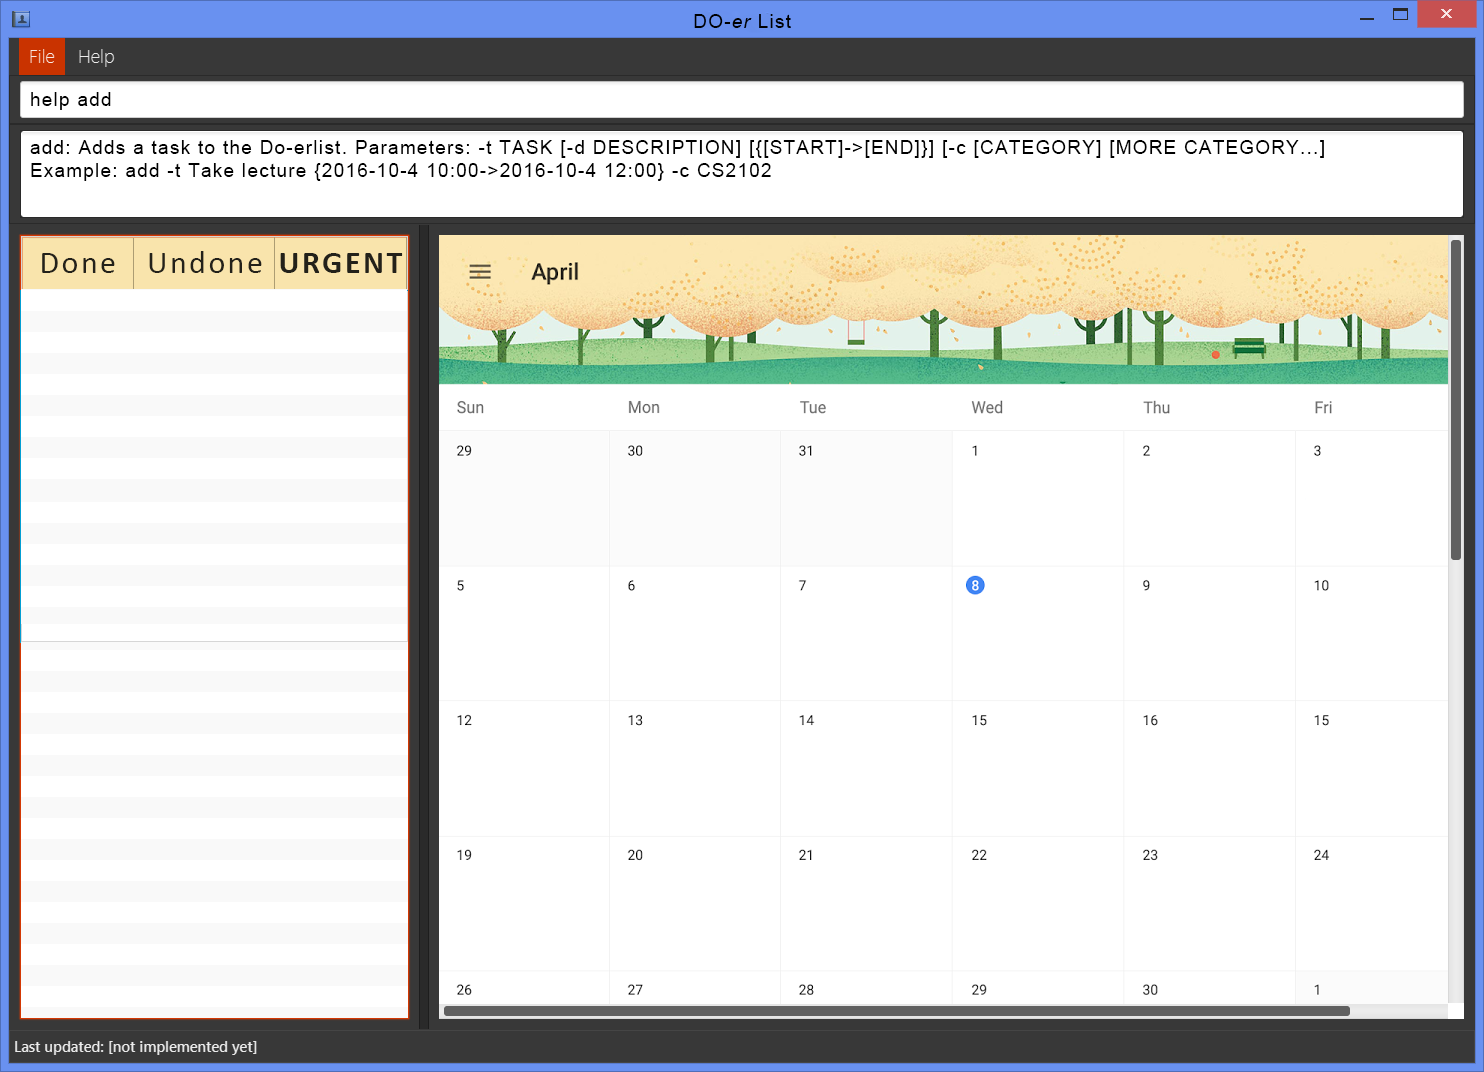 DO-er List
File Help
help add
add: Adds a task to the Do-erlist. Parameters: -t TASK [-d DESCRIPTION] [{[START]->[END]}] [-c [CATEGORY] [MORE CATEGORY...]
Example: add -t Take lecture {2016-10-4 10:00->2016-10-4 12:00} -c CS2102
Done Undone URGENT
April
Sun Mon Tue Wed Thu Fri
29 30 31 1 2 3
5 6 7 8 9 10
12 13 14 15 16 15
19 20 21 22 23 24
26 27 28 29 30 1
Last updated: [not implemented yet]